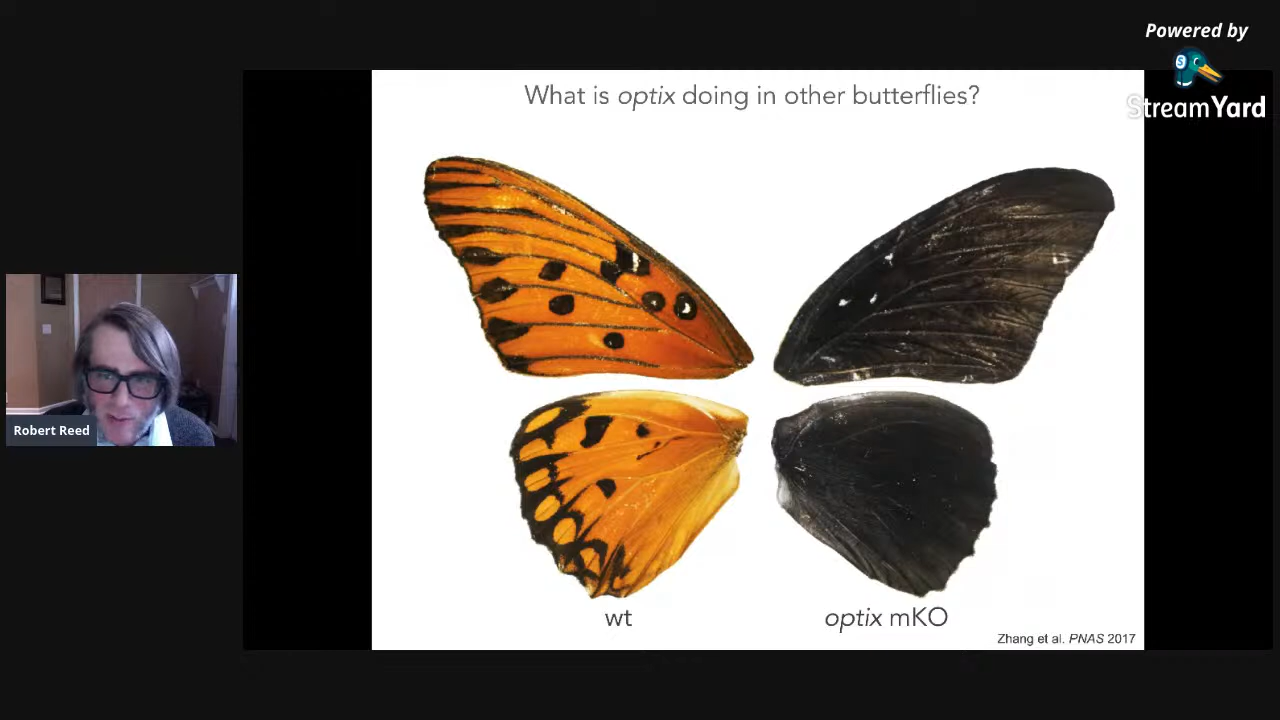 Powered by
StreamYard
What is optix doing in other butterflies?
Robert Reed
wt
optix mKO
Zhang et al. PNAS 2017